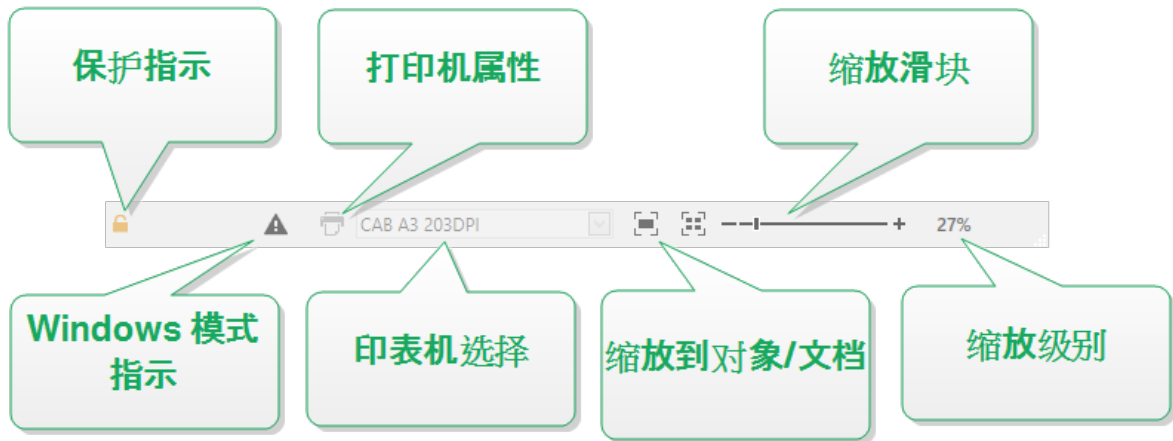 保护指示
打印机属性
缩放滑块
CAB A3 203DPI
27%
Windows 模式
指示
印表机选择
缩放到对象/文档
缩放级别